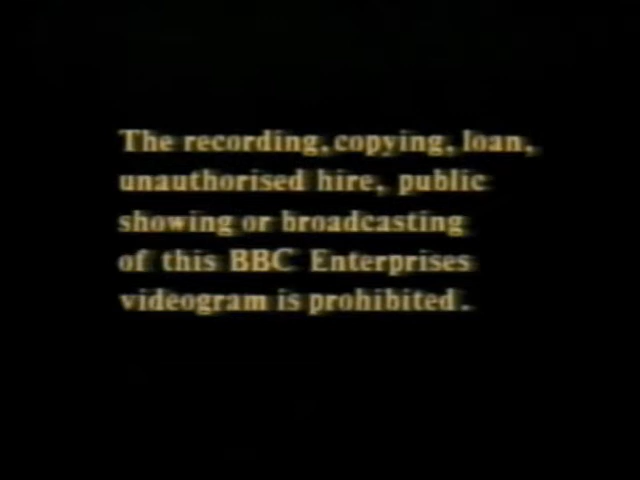 The recording, copying, loan,
unauthorised hire, public
showing or broadcasting
of this BBC Enterprises
videogram is prohibited.